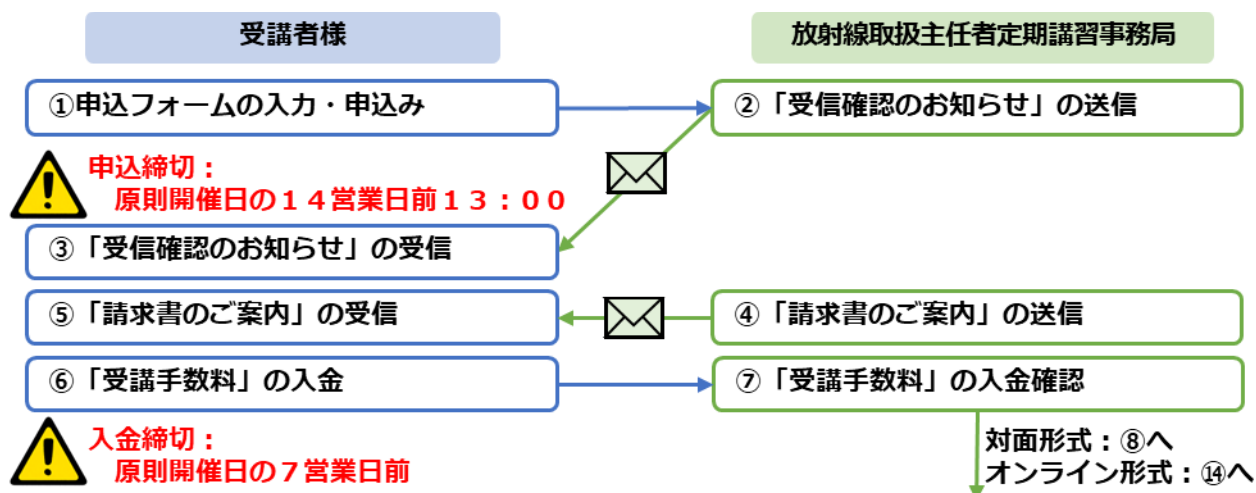 受講者様
放射線取扱主任者定期講習事務局
①申込フォームの入力・申込み
②「受信確認のお知らせ」の送信
申込締切：
原則開催日の１４営業日前１３：００
③「受信確認のお知らせ」の受信
⑤「請求書のご案内」の受信
④「請求書のご案内」の送信
⑥「受講手数料」の入金
⑦「受講手数料」の入金確認
入金締切：
原則開催日の７営業日前
対面形式：⑧へ
オンライン形式：⑭へ